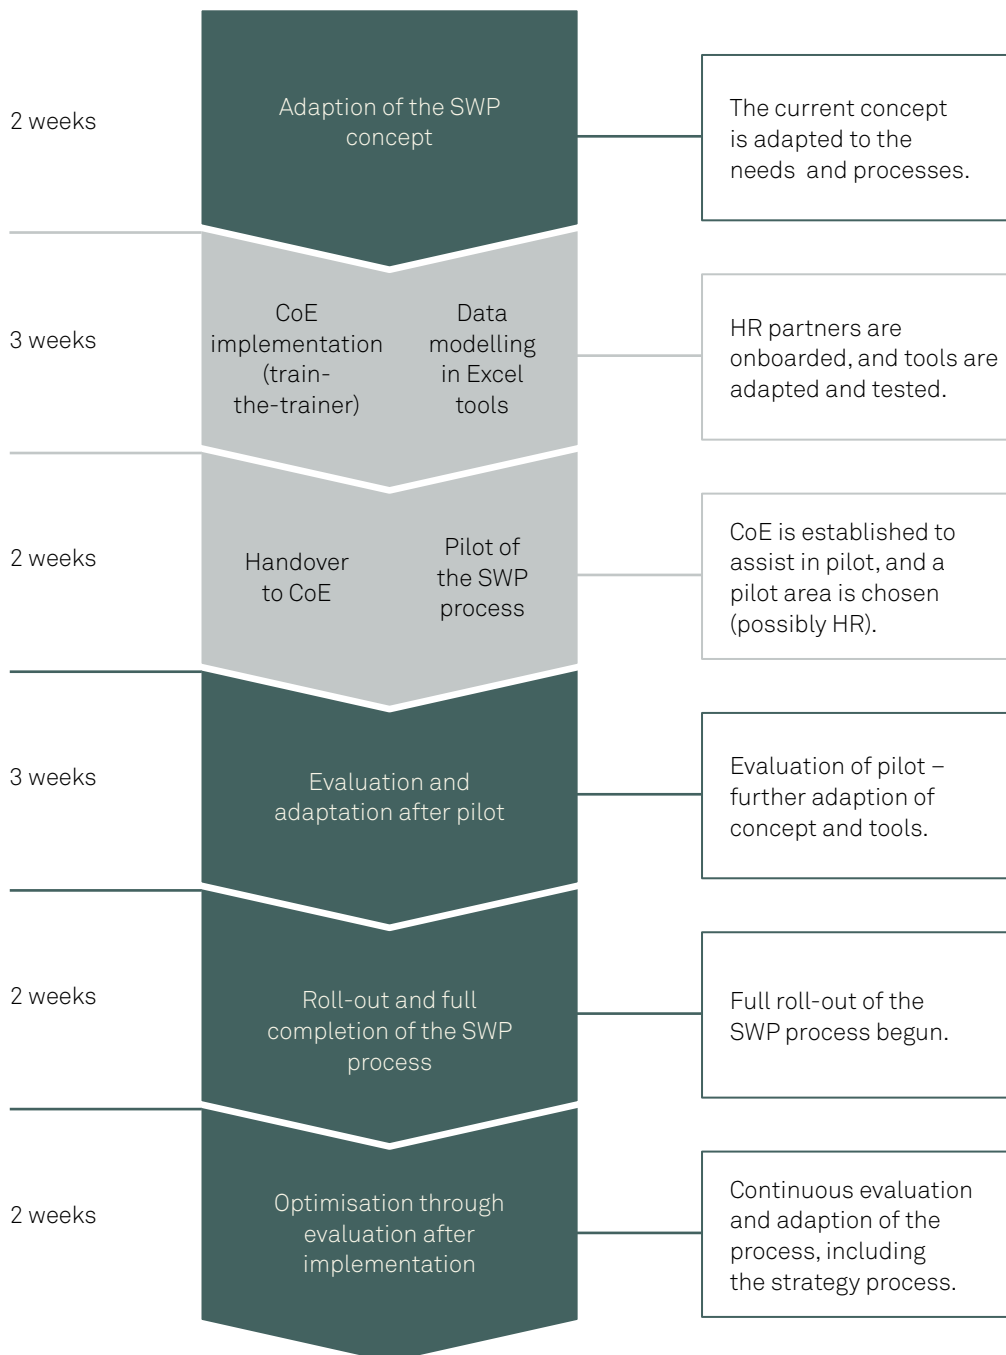 2 weeks
Adaption of the SWP
concept
The current concept
is adapted to the
needs  and processes.
3 weeks
CoE
implementation
(train-
the-trainer)
Data
modelling
in Excel
tools
HR partners are
onboarded, and tools are
adapted and tested.
2 weeks
Handover
to CoE
Pilot of
the SWP
process
CoE is established to
assist in pilot, and a
pilot area is chosen
(possibly HR).
3 weeks
Evaluation and
adaptation after pilot
Evaluation of pilot –
further adaption of
concept and tools.
2 weeks
Roll-out and full
completion of the SWP
process
Full roll-out of the
SWP process begun.
2 weeks
Optimisation through
evaluation after
implementation
Continuous evaluation
and adaption of the
process, including
the strategy process.